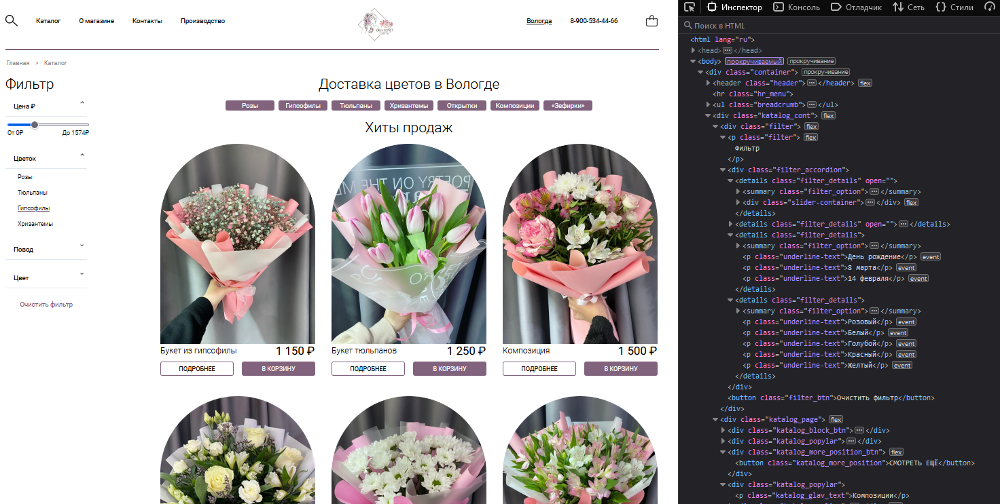 Каталог О магазине Контакты Производство Вологда 8-900-534-44-66
Главная > Каталог
Фильтр
Цена ₽
От 0₽ До 1574₽
Цветок
Розы
Тюльпаны
Гипсофилы
Хризантемы
Повод
Цвет
Очистить фильтр
Доставка цветов в Вологде
Розы Гипсофилы Тюльпаны Хризантемы Открытки Композиции «Зефирки»
Хиты продаж
POETRY ON THE M
Букет из гипсофилы 1 150 ₽
ПОДРОБНЕЕ В КОРЗИНУ
Букет тюльпанов 1 250 ₽
ПОДРОБНЕЕ В КОРЗИНУ
Композиция 1 500 ₽
ПОДРОБНЕЕ В КОРЗИНУ
Инспектор Консоль Отладчик Сеть Стили
Поиск в HTML
<html lang="ru">
<head> ··· </head>
<body> прокручиваемый прокручивание
<div class="container"> прокручивание
<header class="header"> ··· </header> flex
<hr class="hr_menu">
<ul class="breadcrumb"> ··· </ul>
<div class="katalog_cont"> flex
<div class="filter"> flex
<p class="filter"> flex
Фильтр
</p>
<div class="filter_accordion">
<details class="filter_details" open="">
<summary class="filter_option"> ··· </summary>
<div class="slider-container"> ··· </div> flex
</details>
<details class="filter_details" open=""> ··· </details>
<details class="filter_details">
<summary class="filter_option"> ··· </summary>
<p class="underline-text">День рождение</p> event
<p class="underline-text">8 марта</p> event
<p class="underline-text">14 февраля</p> event
</details>
<details class="filter_details">
<summary class="filter_option"> ··· </summary>
<p class="underline-text">Розовый</p> event
<p class="underline-text">Белый</p> event
<p class="underline-text">Голубой</p> event
<p class="underline-text">Красный</p> event
<p class="underline-text">Желтый</p> event
</details>
</div>
<button class="filter_btn">Очистить фильтр</button>
</div>
<div class="katalog_page"> flex
<div class="katalog_block_btn"> ··· </div>
<div class="katalog_popylar"> ··· </div>
<div class="katalog_more_position_btn"> flex
<button class="katalog_more_position">СМОТРЕТЬ ЕЩЁ</button>
</div>
<div class="katalog_popylar">
<p class="katalog_glav_text">Композиции</p>